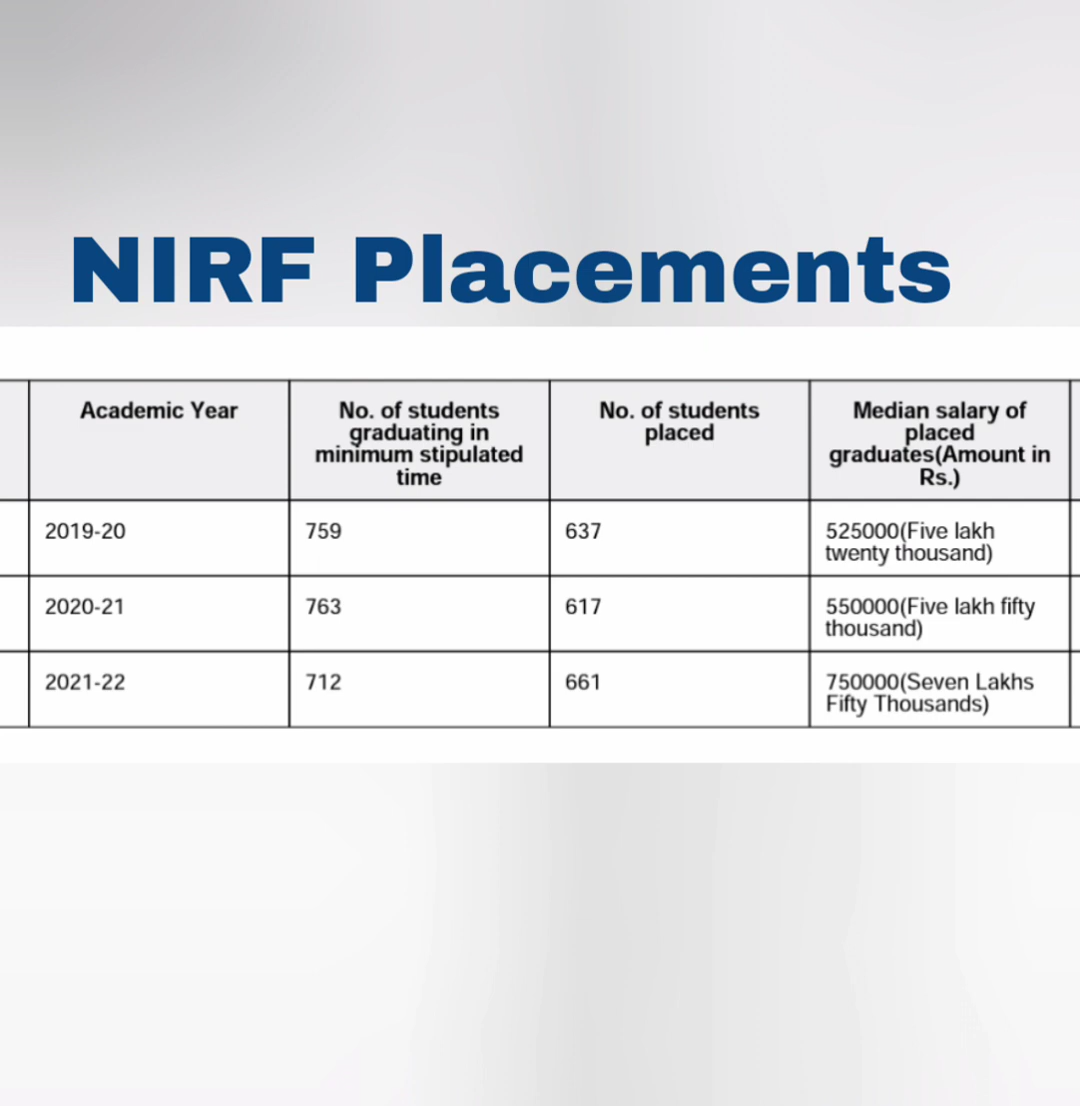 NIRF Placements
Academic Year
No. of students
graduating in
minimum stipulated
time
No. of students
placed
Median salary of
placed
graduates(Amount in
Rs.)
2019-20
759
637
525000(Five lakh
twenty thousand)
2020-21
763
617
550000(Five lakh fifty
thousand)
2021-22
712
661
750000(Seven Lakhs
Fifty Thousands)